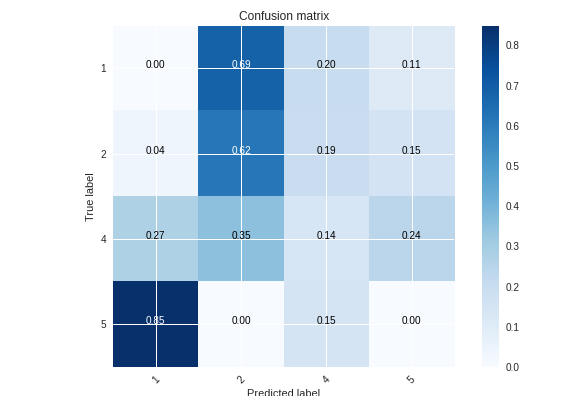 Confusion matrix
1 0.00 0.69 0.20 0.11
2 0.04 0.62 0.19 0.15
4 0.27 0.35 0.14 0.24
5 0.85 0.00 0.15 0.00
True label
1 2 4 5
Predicted label
0.8
0.7
0.6
0.5
0.4
0.3
0.2
0.1
0.0